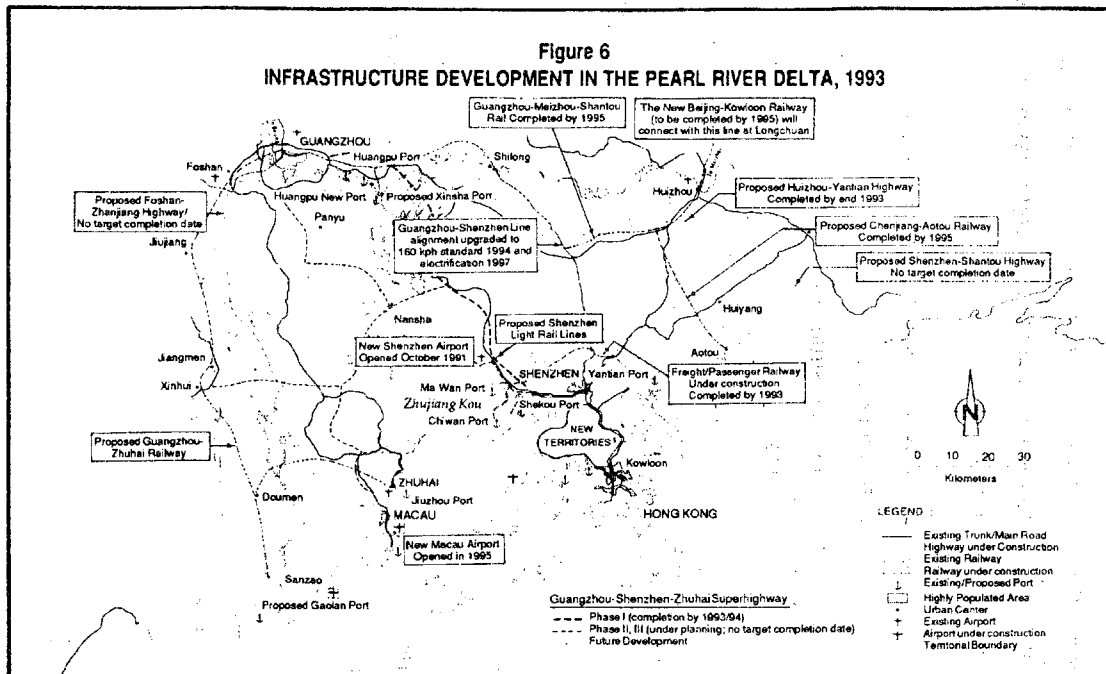 Figure 6
INFRASTRUCTURE DEVELOPMENT IN THE PEARL RIVER DELTA, 1993
Guangzhou-Meizhou-Shantou
Rail Completed by 1995
The New Beijing-Kowloon Railway
(to be completed by 1995) will
connect with this line at Longchuan
GUANGZHOU
Foshan
Huangpu Port
Shilong
Huizhou
Proposed Foshan-
Zhanjiang Highway/
No target completion date
Huangpu New Port
Proposed Xinsha Port
Panyu
Proposed Huizhou-Yantian Highway
Completed by end 1993
Guangzhou-Shenzhen Line
alignment upgraded to
160 kph standard 1994 and
electrification 1997
Proposed Chenjiang-Aotou Railway
Completed by 1995
Jiujiang
Proposed Shenzhen-Shantou Highway
No target completion date
Nansha
Huiyang
Proposed Shenzhen
Light Rail Lines
New Shenzhen Airport
Opened October 1991
Aotou
Jiangmen
Xinhui
SHENZHEN
Yantian Port
Freight/Passenger Railway
Under construction
Completed by 1993
Ma Wan Port
Zhujiang Kou
Shekou Port
Chiwan Port
N
NEW
TERRITORIES
Kowloon
Proposed Guangzhou-
Zhuhai Railway
0 10 20 30
Kilometers
ZHUHAI
Jiuzhou Port
Doumen
MACAU
HONG KONG
New Macau Airport
Opened in 1995
Sanzao
Proposed Gaolan Port
LEGEND
Existing Trunk/Main Road
Highway under Construction
Existing Railway
Railway under construction
Existing/Proposed Port
Highly Populated Area
Urban Center
Existing Airport
Airport under construction
Territorial Boundary
Guangzhou-Shenzhen-Zhuhai Superhighway
Phase I (completion by 1993/94)
Phase II, III (under planning; no target completion date)
Future Development